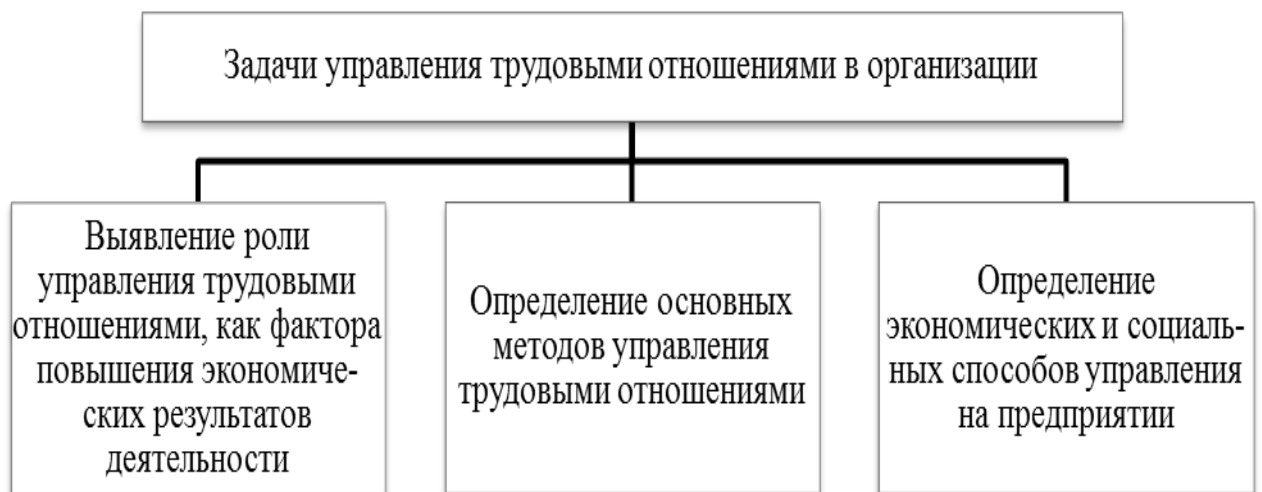 Задачи управления трудовыми отношениями в организации
Выявление роли
управления трудовыми
отношениями, как фактора
повышения экономиче-
ских результатов
деятельности
Определение основных
методов управления
трудовыми отношениями
Определение
экономических и социаль-
ных способов управления
на предприятии